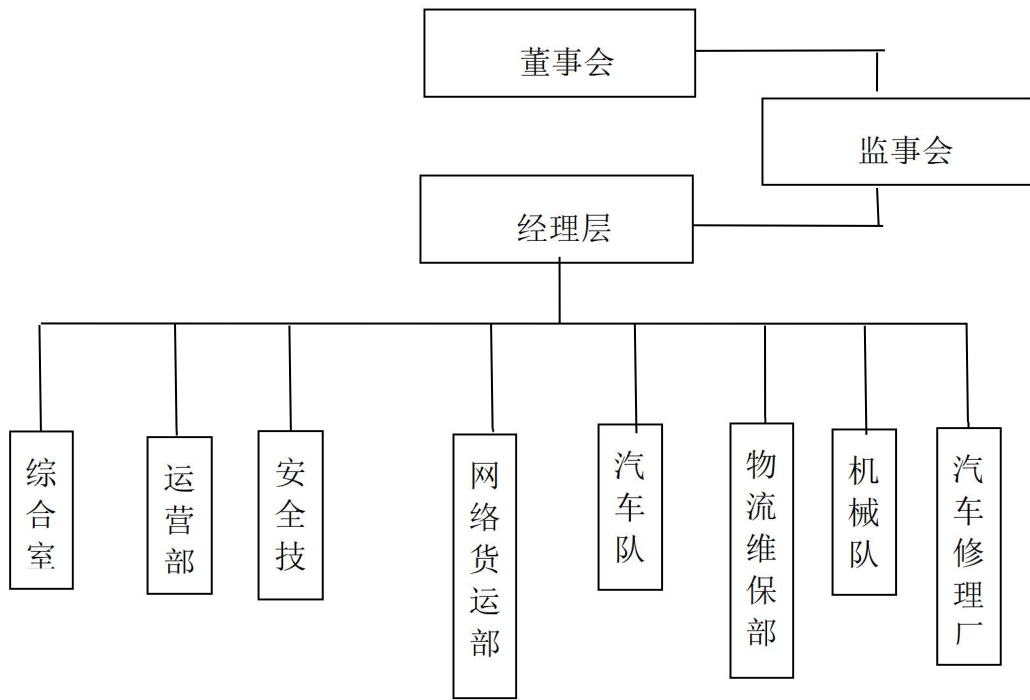 董事会
监事会
经理层
综合室
运营部
安全技
网络货运部
汽车队
物流维保部
机械队
汽车修理厂